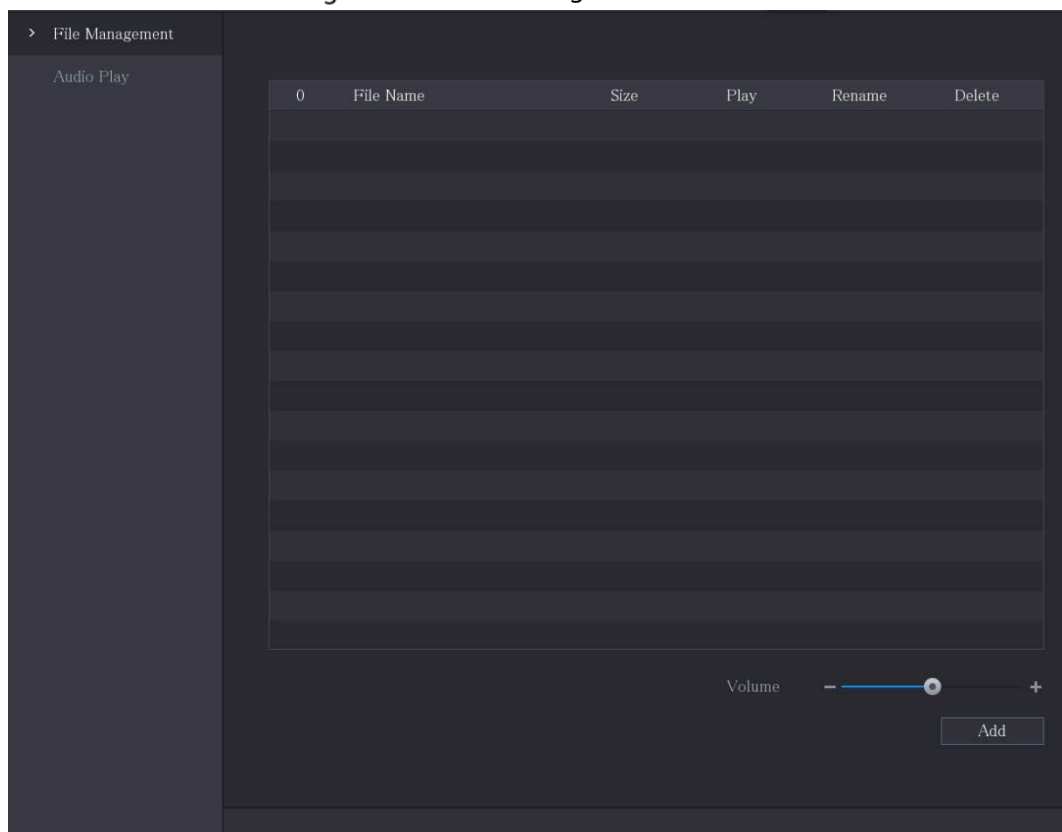 > File Management
Audio Play
0 File Name Size Play Rename Delete
Volume - +
Add